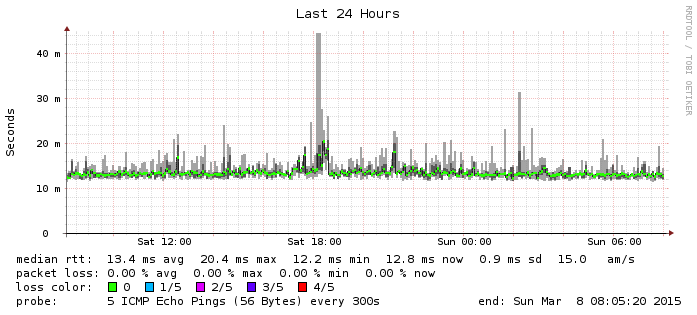 Last 24 Hours
RRDTOOL / TOBI OETIKER
Seconds
40 m
30 m
20 m
10 m
0
Sat 12:00 Sat 18:00 Sun 00:00 Sun 06:00
median rtt: 13.4 ms avg 20.4 ms max 12.2 ms min 12.8 ms now 0.9 ms sd 15.0 am/s
packet loss: 0.00 % avg 0.00 % max 0.00 % min 0.00 % now
loss color: 0 1/5 2/5 3/5 4/5
probe: 5 ICMP Echo Pings (56 Bytes) every 300s end: Sun Mar 8 08:05:20 2015